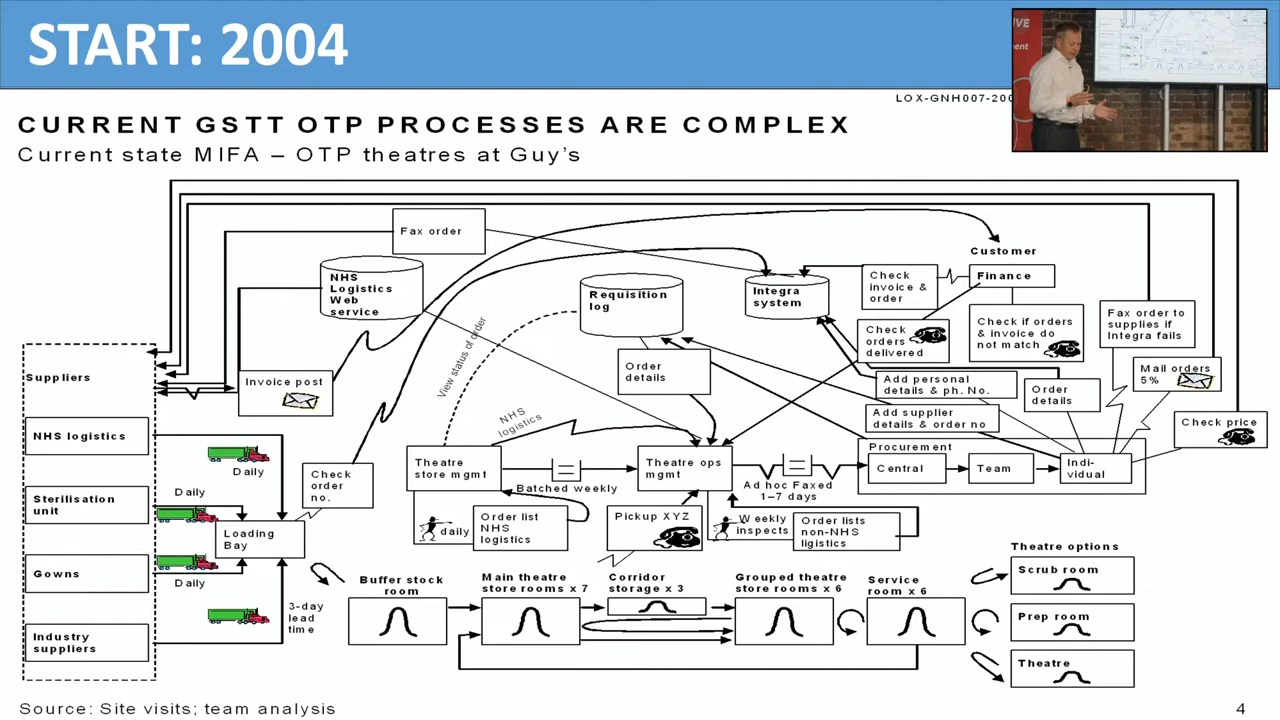 START: 2004
IVE
ment
LOX-GNH007-200
CURRENT GSTT OTP PROCESSES ARE COMPLEX
Current state MIFA – OTP theatres at Guy's
Fax order
NHS
Logistics
Web
service
Requisition
log
Integra
system
Customer
Finance
Check
invoice &
order
Check
orders
delivered
Check if orders
& invoice do
not match
Fax order to
supplies if
Integra fails
Mail orders
5%
Check price
Suppliers
Invoice post
View status of order
Order
details
Add personal
details & ph. No.
Add supplier
details & order no
Order
details
NHS logistics
Daily
Check
order
no.
NHS
logistics
Theatre
store mgmt
Batched weekly
Theatre ops
mgmt
Ad hoc Faxed
1–7 days
Procurement
Central
Team
Indi-
vidual
Sterilisation
unit
Daily
Loading
Bay
daily
Order list
NHS
logistics
Pickup XYZ
Weekly
inspects
Order lists
non-NHS
ligistics
Gowns
Daily
Industry
suppliers
3-day
lead
time
Buffer stock
room
Main theatre
store rooms x 7
Corridor
storage x 3
Grouped theatre
store rooms x 6
Service
room x 6
Theatre options
Scrub room
Prep room
Theatre
Source: Site visits; team analysis
4